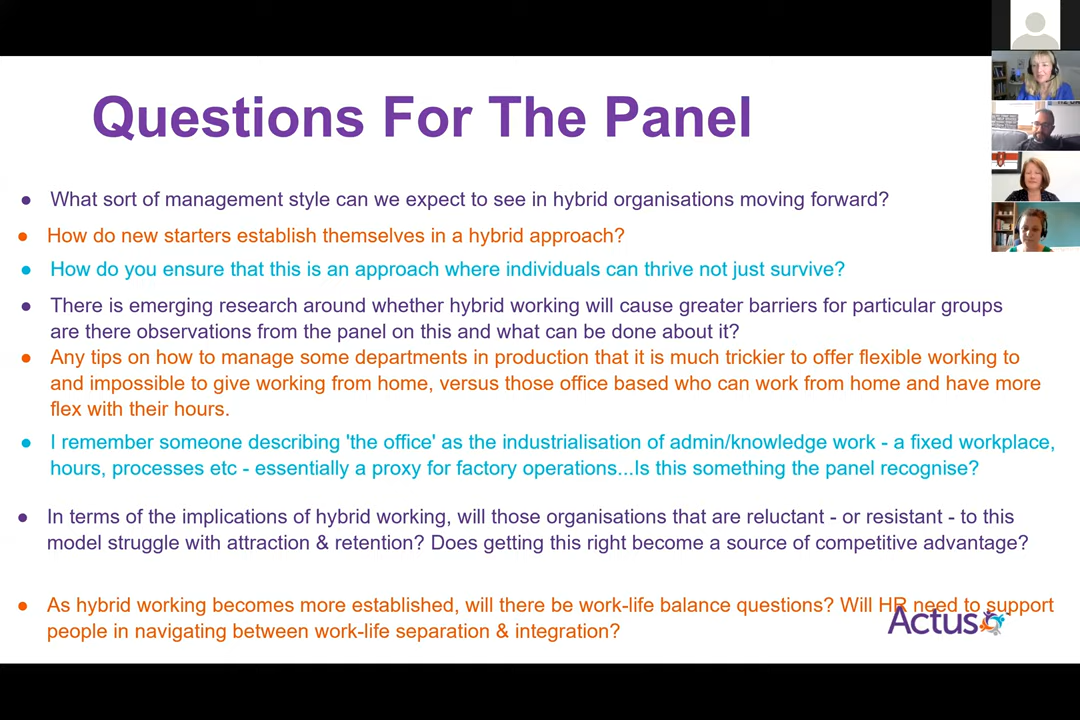 Questions For The Panel
• What sort of management style can we expect to see in hybrid organisations moving forward?
• How do new starters establish themselves in a hybrid approach?
• How do you ensure that this is an approach where individuals can thrive not just survive?
• There is emerging research around whether hybrid working will cause greater barriers for particular groups
are there observations from the panel on this and what can be done about it?
• Any tips on how to manage some departments in production that it is much trickier to offer flexible working to
and impossible to give working from home, versus those office based who can work from home and have more
flex with their hours.
• I remember someone describing 'the office' as the industrialisation of admin/knowledge work - a fixed workplace,
hours, processes etc - essentially a proxy for factory operations...Is this something the panel recognise?
• In terms of the implications of hybrid working, will those organisations that are reluctant - or resistant - to this
model struggle with attraction & retention? Does getting this right become a source of competitive advantage?
• As hybrid working becomes more established, will there be work-life balance questions? Will HR need to support
people in navigating between work-life separation & integration?
Actus